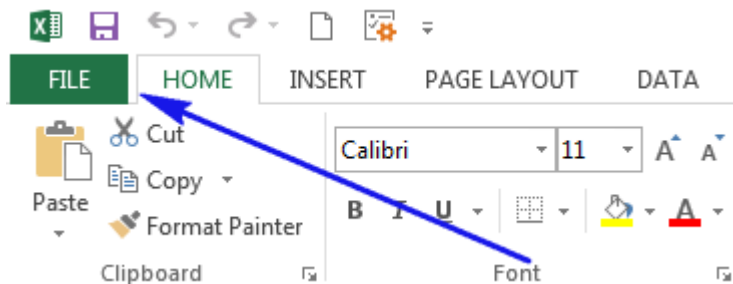 FILE HOME INSERT PAGE LAYOUT DATA
Cut
Calibri 11 A A
Copy
Paste
B I U A
Format Painter
Clipboard Font